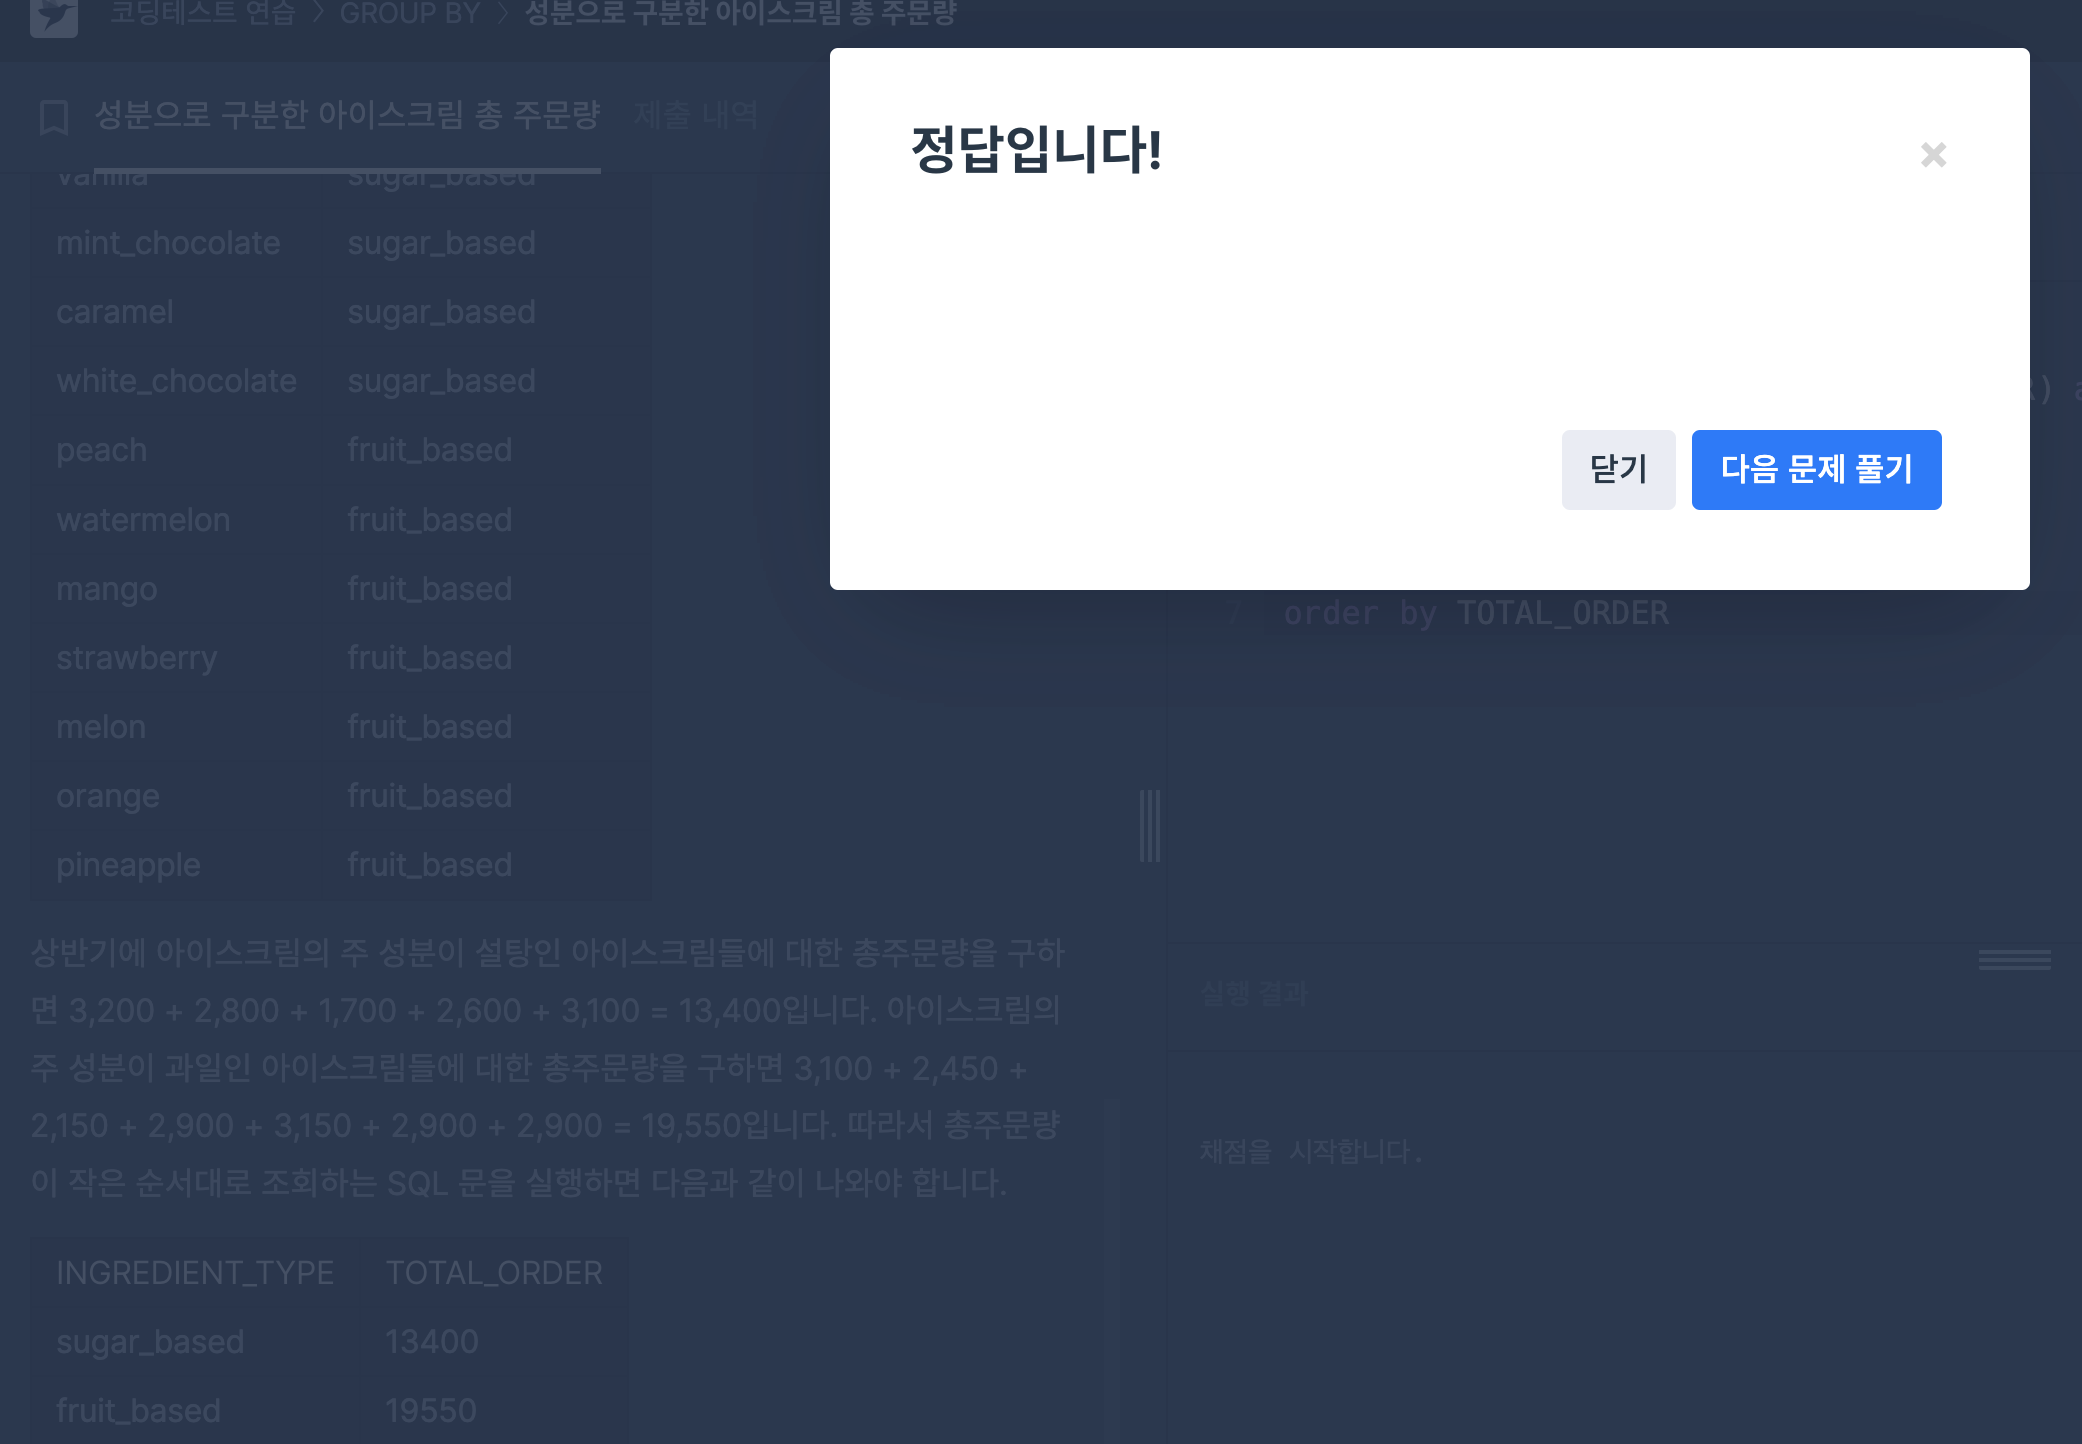 코딩테스트 연습 > GROUP BY > 성분으로 구분한 아이스크림 총 주문량
성분으로 구분한 아이스크림 총 주문량 제출 내역
vanilla sugar_based
mint_chocolate sugar_based
caramel sugar_based
white_chocolate sugar_based
peach fruit_based
watermelon fruit_based
mango fruit_based
strawberry fruit_based
melon fruit_based
orange fruit_based
pineapple fruit_based
상반기에 아이스크림의 주 성분이 설탕인 아이스크림들에 대한 총주문량을 구하
면 3,200 + 2,800 + 1,700 + 2,600 + 3,100 = 13,400입니다. 아이스크림의
주 성분이 과일인 아이스크림들에 대한 총주문량을 구하면 3,100 + 2,450 +
2,150 + 2,900 + 3,150 + 2,900 + 2,900 = 19,550입니다. 따라서 총주문량
이 작은 순서대로 조회하는 SQL 문을 실행하면 다음과 같이 나와야 합니다.
INGREDIENT_TYPE TOTAL_ORDER
sugar_based 13400
fruit_based 19550
정답입니다!
×
닫기 다음 문제 풀기
R) a
7 order by TOTAL_ORDER
실행 결과
채점을 시작합니다.